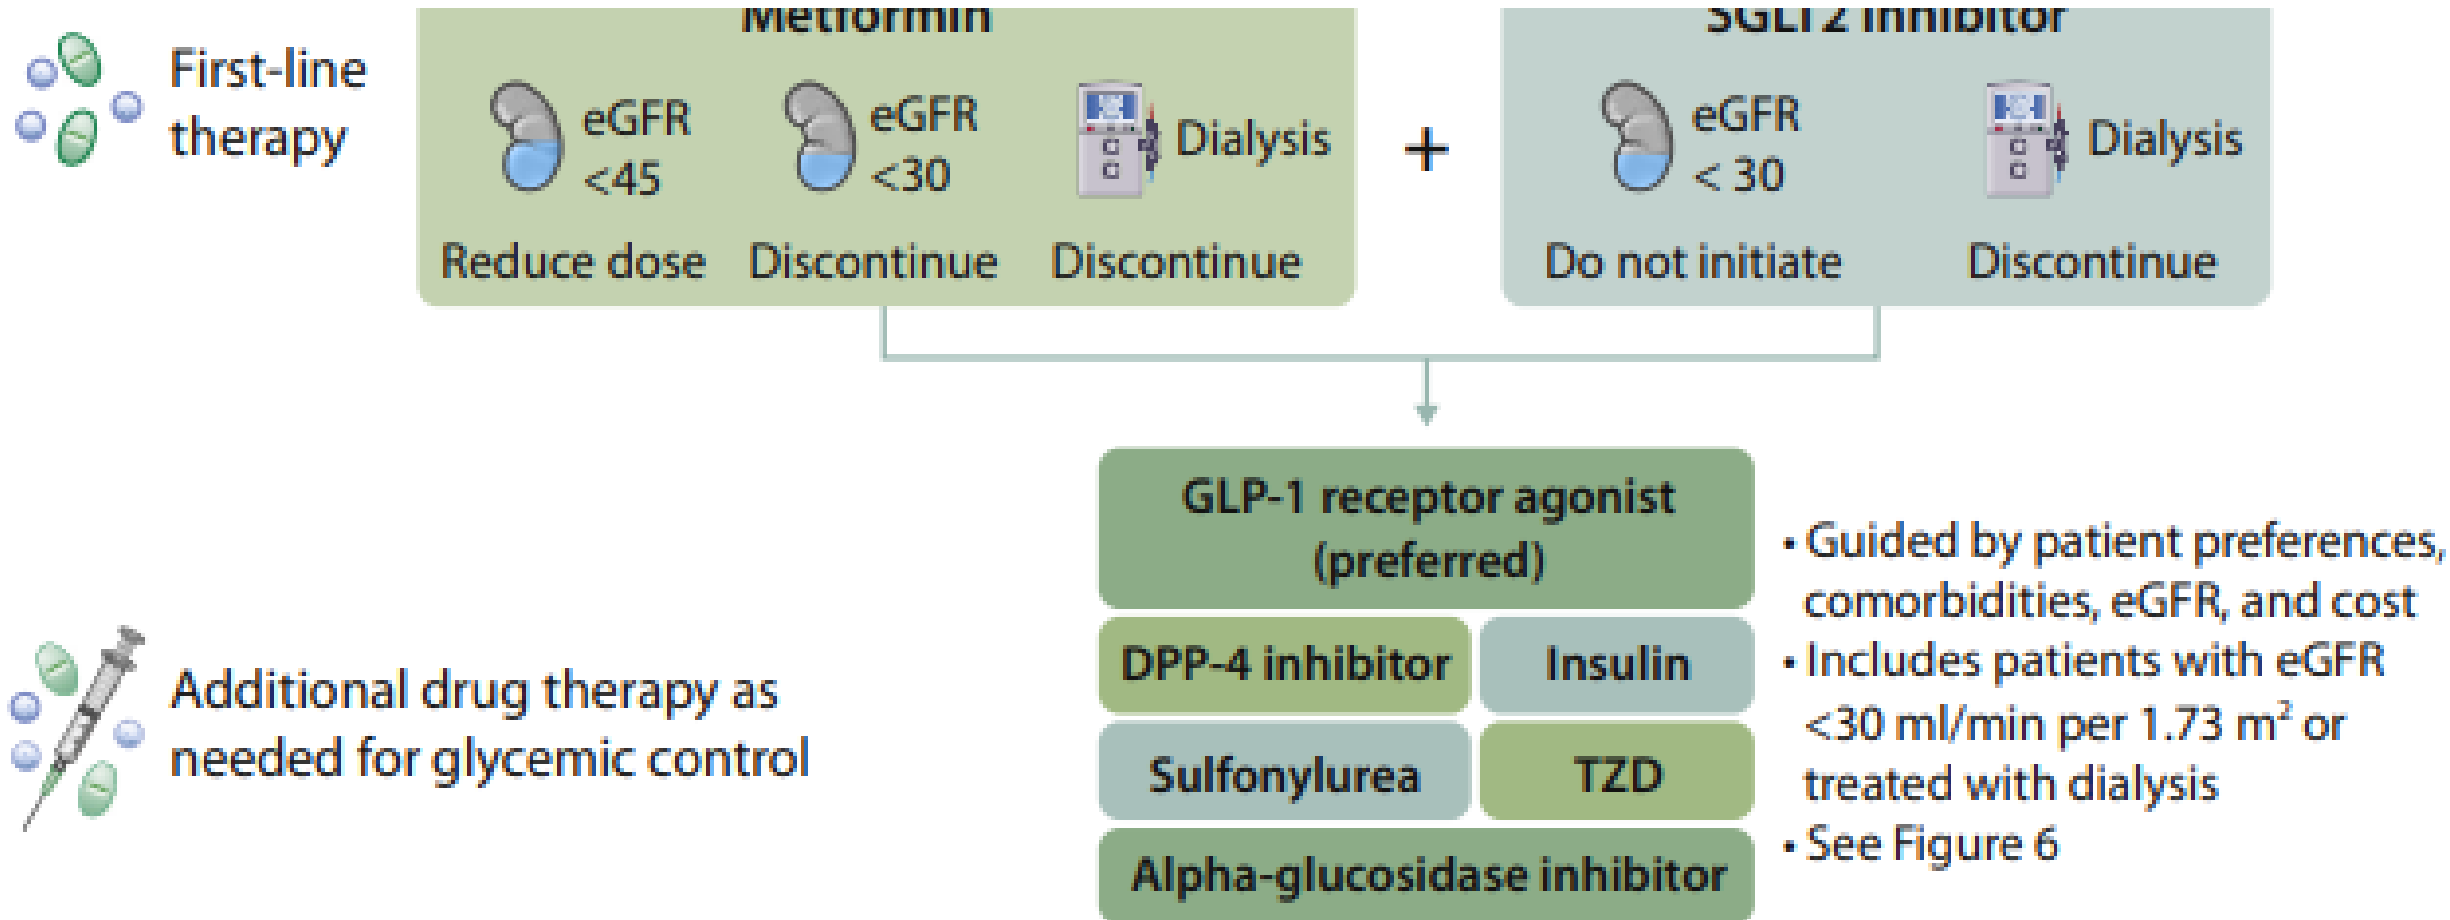 Metformin
SGLT2 inhibitor
First-line
therapy
eGFR
<45
eGFR
<30
Dialysis
+
eGFR
< 30
Dialysis
Reduce dose
Discontinue
Discontinue
Do not initiate
Discontinue
GLP-1 receptor agonist
(preferred)
DPP-4 inhibitor
Insulin
Sulfonylurea
TZD
Alpha-glucosidase inhibitor
• Guided by patient preferences,
comorbidities, eGFR, and cost
• Includes patients with eGFR
<30 ml/min per 1.73 m² or
treated with dialysis
• See Figure 6
Additional drug therapy as
needed for glycemic control